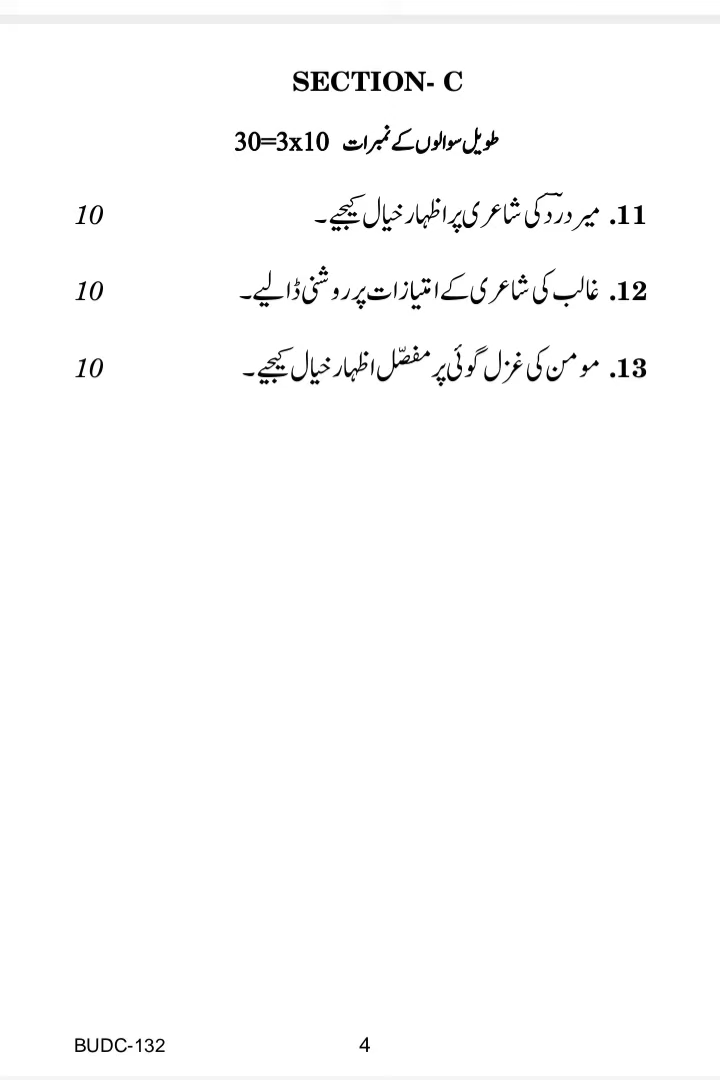 SECTION- C
طویل سوالوں کے نمبرات 30=3x10
11. میر دردؔ کی شاعری پر اظہار خیال کیجیے۔ 10
12. غالب کی شاعری کے امتیازات پر روشنی ڈالیے۔ 10
13. مومن کی غزل گوئی پر مفصّل اظہار خیال کیجیے۔ 10
BUDC-132 4